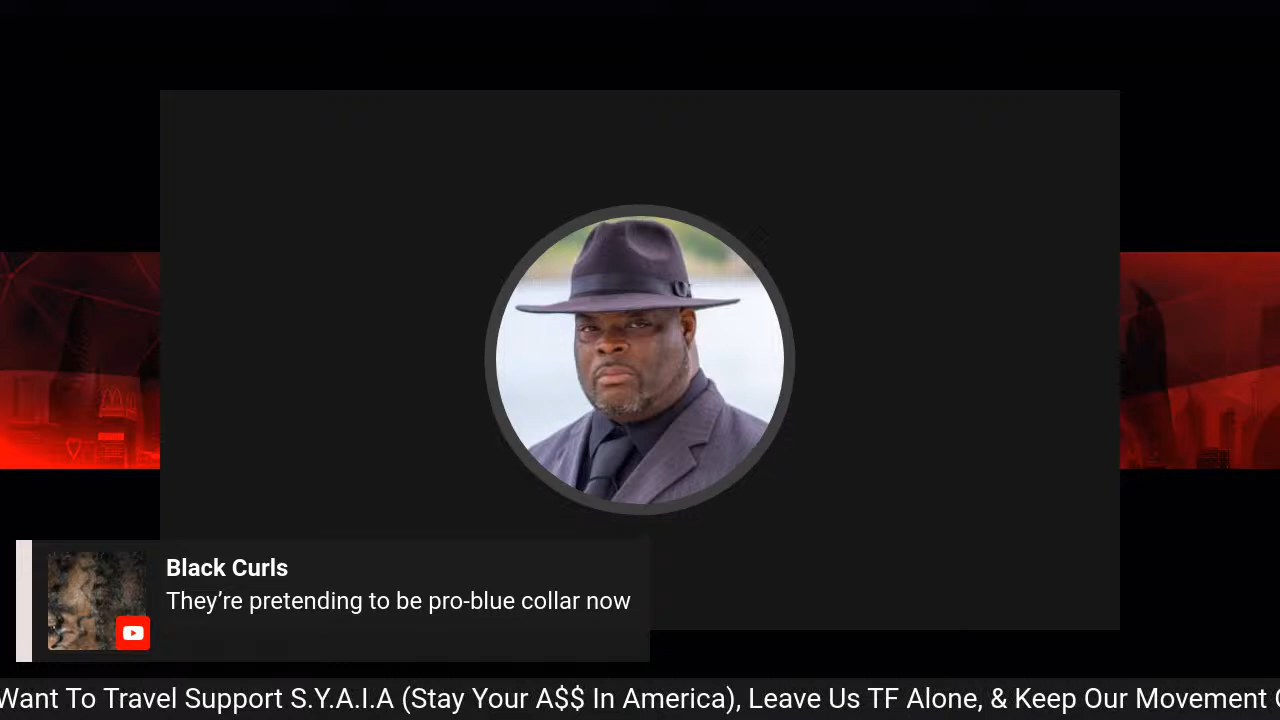 Black Curls
They’re pretending to be pro-blue collar now
Want To Travel Support S.Y.A.I.A (Stay Your A$$ In America), Leave Us TF Alone, & Keep Our Movement